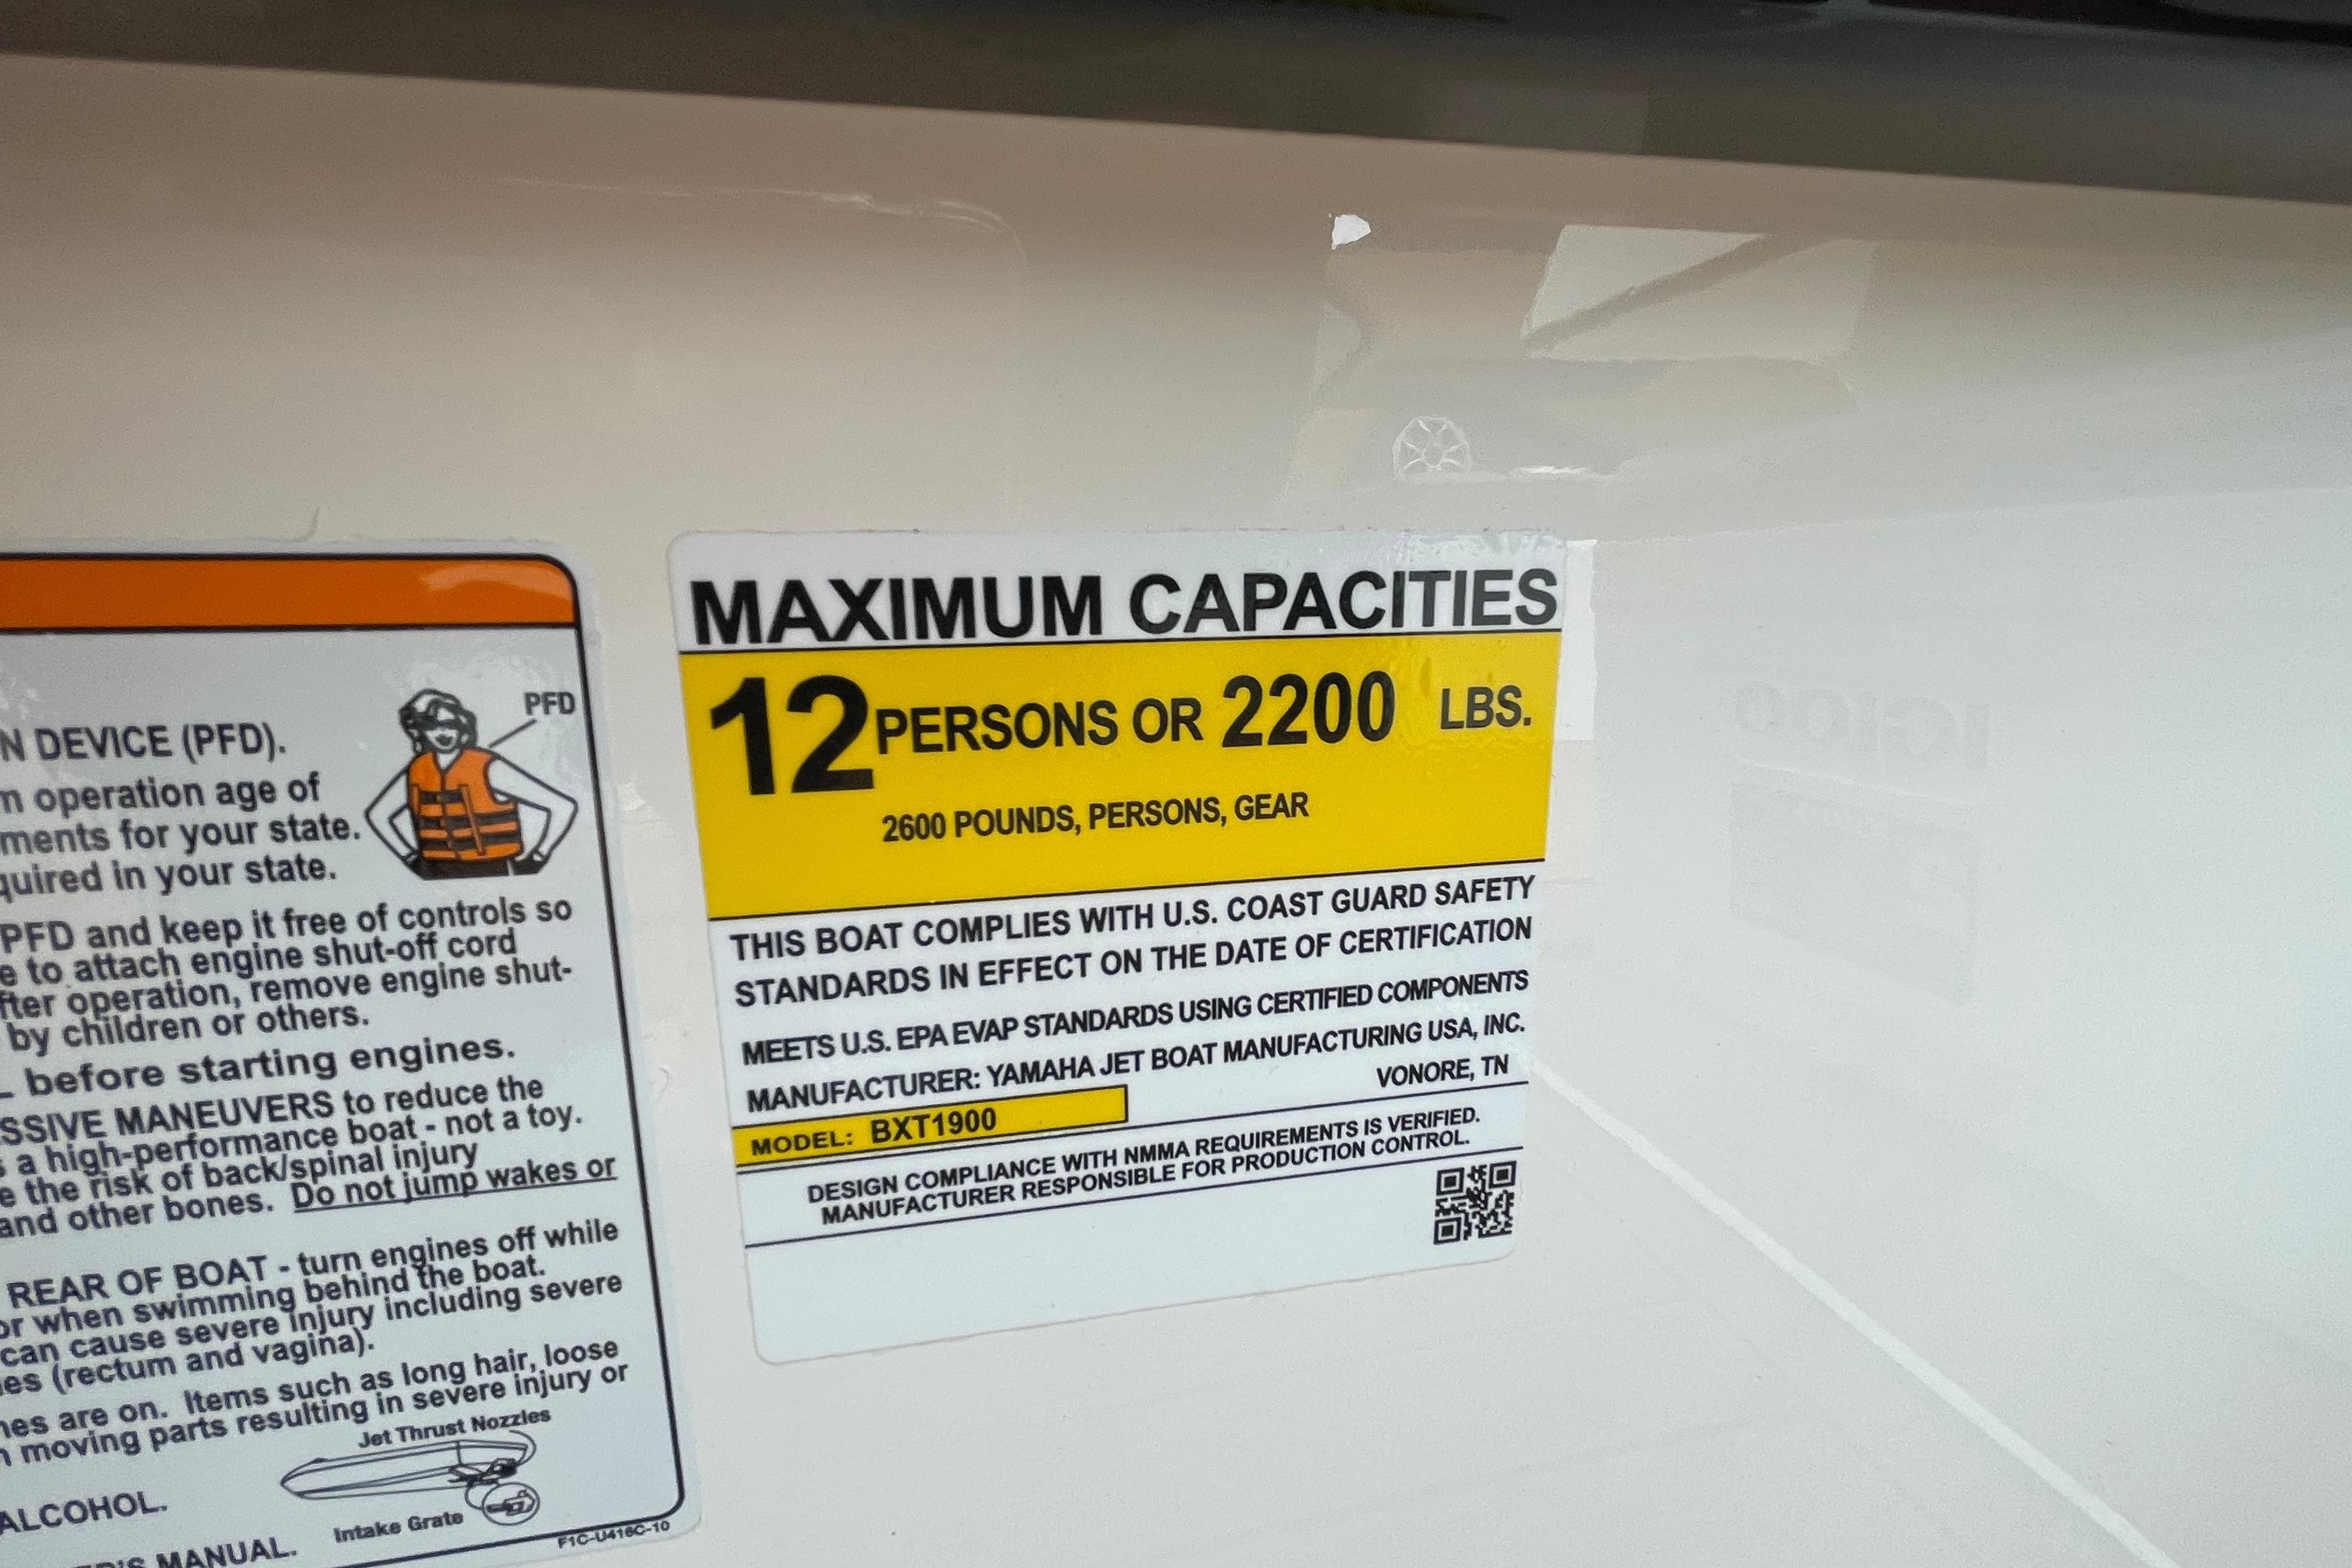 PFD
N DEVICE (PFD).
m operation age of
ments for your state.
quired in your state.
PFD and keep it free of controls so
e to attach engine shut-off cord
fter operation, remove engine shut-
by children or others.
L before starting engines.
SSIVE MANEUVERS to reduce the
s a high-performance boat - not a toy.
e the risk of back/spinal injury
and other bones. Do not jump wakes or
REAR OF BOAT - turn engines off while
or when swimming behind the boat.
can cause severe injury including severe
ies (rectum and vagina).
nes are on. Items such as long hair, loose
n moving parts resulting in severe injury or
Jet Thrust Nozzles
Intake Grate
ALCOHOL.
ER'S MANUAL.
F1C-U416C-10
MAXIMUM CAPACITIES
12 PERSONS OR 2200 LBS.
2600 POUNDS, PERSONS, GEAR
THIS BOAT COMPLIES WITH U.S. COAST GUARD SAFETY
STANDARDS IN EFFECT ON THE DATE OF CERTIFICATION
MEETS U.S. EPA EVAP STANDARDS USING CERTIFIED COMPONENTS
MANUFACTURER: YAMAHA JET BOAT MANUFACTURING USA, INC.
VONORE, TN
MODEL: BXT1900
DESIGN COMPLIANCE WITH NMMA REQUIREMENTS IS VERIFIED.
MANUFACTURER RESPONSIBLE FOR PRODUCTION CONTROL.